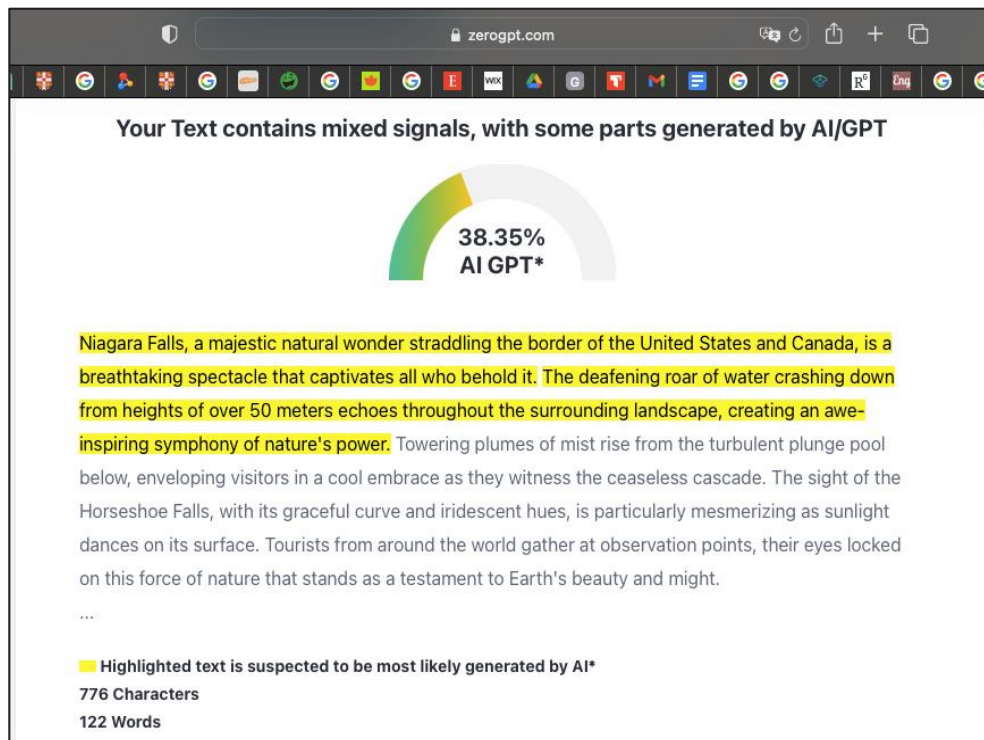 zerogpt.com
G G G G E WIX G T M G G R⁶ Eng G G
Your Text contains mixed signals, with some parts generated by AI/GPT
38.35%
AI GPT*
Niagara Falls, a majestic natural wonder straddling the border of the United States and Canada, is a
breathtaking spectacle that captivates all who behold it. The deafening roar of water crashing down
from heights of over 50 meters echoes throughout the surrounding landscape, creating an awe-
inspiring symphony of nature's power. Towering plumes of mist rise from the turbulent plunge pool
below, enveloping visitors in a cool embrace as they witness the ceaseless cascade. The sight of the
Horseshoe Falls, with its graceful curve and iridescent hues, is particularly mesmerizing as sunlight
dances on its surface. Tourists from around the world gather at observation points, their eyes locked
on this force of nature that stands as a testament to Earth's beauty and might.
...
Highlighted text is suspected to be most likely generated by AI*
776 Characters
122 Words